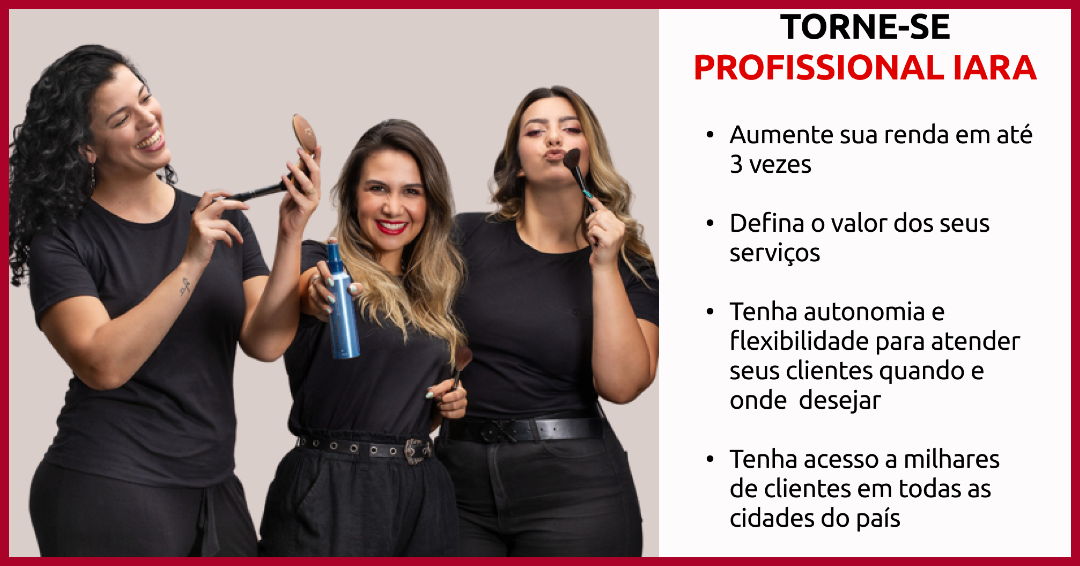 TORNE-SE
PROFISSIONAL IARA
• Aumente sua renda em até
3 vezes
• Defina o valor dos seus
serviços
• Tenha autonomia e
flexibilidade para atender
seus clientes quando e
onde desejar
• Tenha acesso a milhares
de clientes em todas as
cidades do país